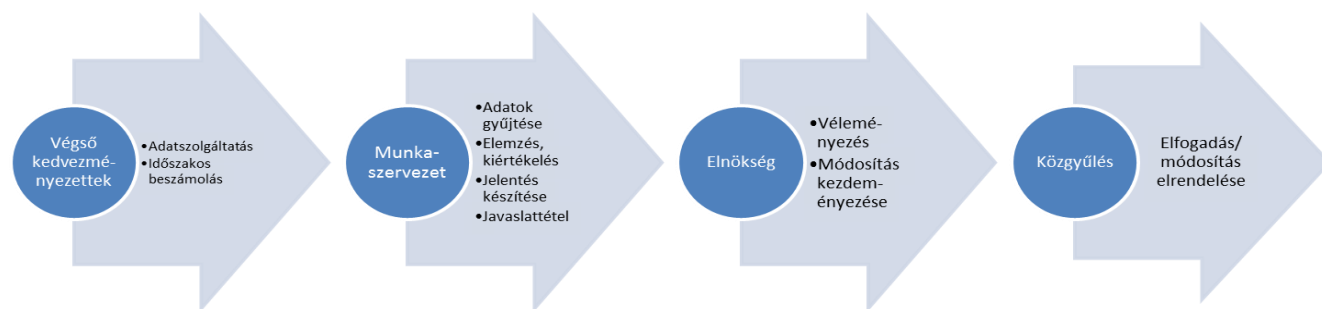 Végső
kedvezmé-
nyezettek
•Adatszolgáltatás
•Időszakos
beszámolás
Munka-
szervezet
•Adatok
gyűjtése
•Elemzés,
kiértékelés
•Jelentés
készítése
•Javaslattétel
Elnökség
•Vélemé-
nyezés
•Módosítás
kezdem-
ényezése
Közgyűlés
Elfogadás/
módosítás
elrendelése